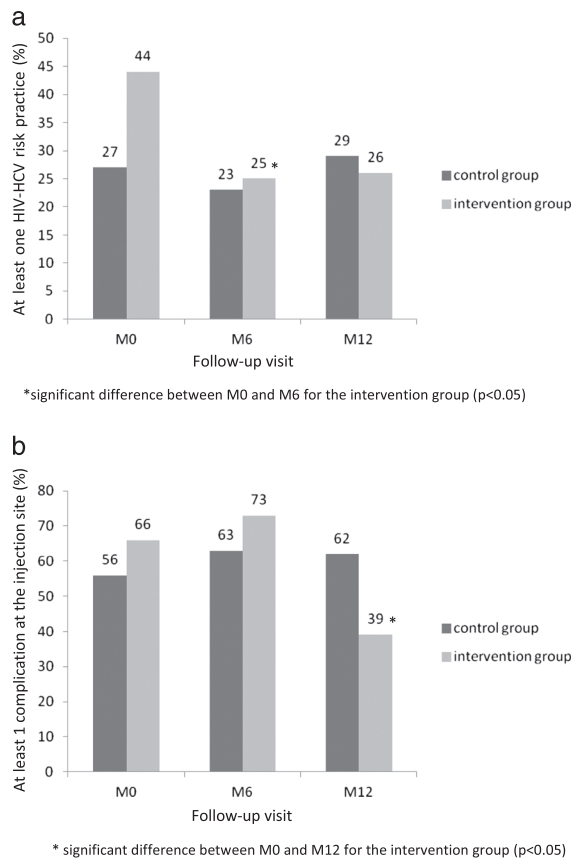 a
At least one HIV-HCV risk practice (%)
50
45
40
35
30
25
20
15
10
5
0
27
44
23
25 *
29
26
M0
M6
M12
Follow-up visit
control group
intervention group
*significant difference between M0 and M6 for the intervention group (p<0.05)
b
At least 1 complication at the injection site (%)
80
70
60
50
40
30
20
10
0
56
66
63
73
62
39 *
M0
M6
M12
Follow-up visit
control group
intervention group
* significant difference between M0 and M12 for the intervention group (p<0.05)